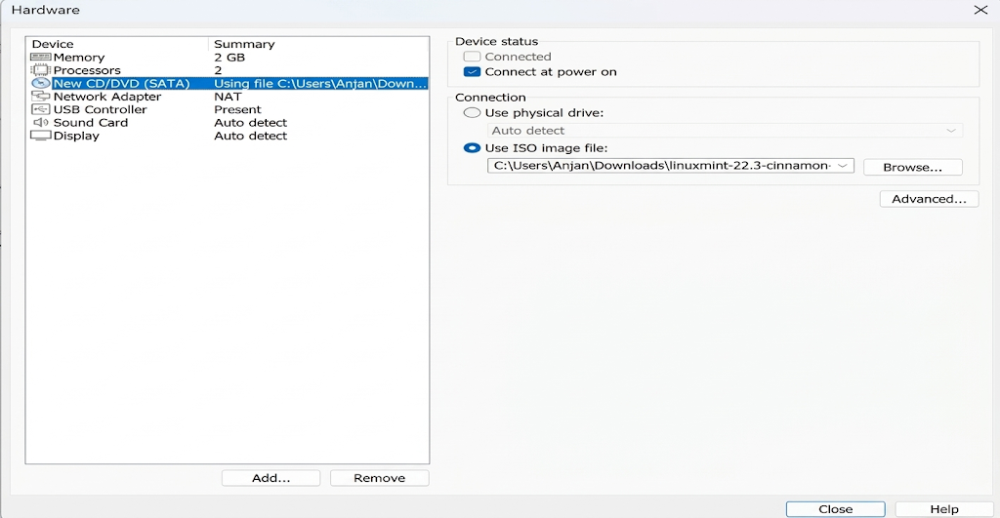 Hardware
Device Summary
Memory 2 GB
Processors 2
New CD/DVD (SATA) Using file C:\Users\Anjan\Down...
Network Adapter NAT
USB Controller Present
Sound Card Auto detect
Display Auto detect
Add...
Remove
Device status
Connected
Connect at power on
Connection
Use physical drive:
Auto detect
Use ISO image file:
C:\Users\Anjan\Downloads\linuxmint-22.3-cinnamon-
Browse...
Advanced...
Close
Help